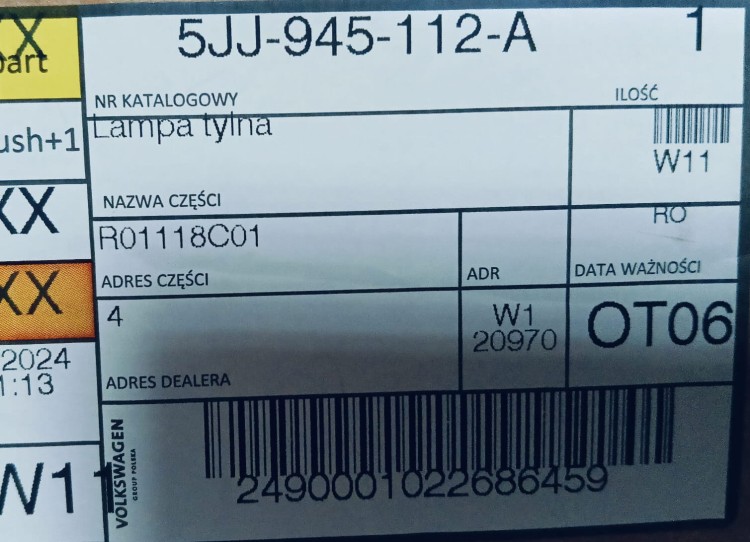 5JJ-945-112-A 1
NR KATALOGOWY ILOŚĆ
Lampa tylna
W11
NAZWA CZĘŚCI
RO
R01118C01
ADRES CZĘŚCI ADR DATA WAŻNOŚCI
4 W1 OT06
20970
ADRES DEALERA
VOLKSWAGEN
GROUP POLSKA
2490001022686459
XX
part
ush+1
XX
XX
2024
1:13
W11